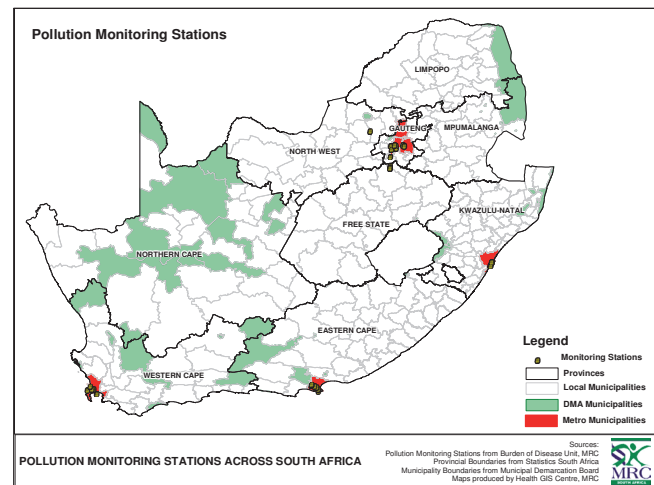 Pollution Monitoring Stations
LIMPOPO
GAUTENG
MPUMALANGA
NORTH WEST
KWAZULU-NATAL
FREE STATE
NORTHERN CAPE
EASTERN CAPE
WESTERN CAPE
Legend
Monitoring Stations
Provinces
Local Municipalities
DMA Municipalities
Metro Municipalities
POLLUTION MONITORING STATIONS ACROSS SOUTH AFRICA
Sources:
Pollution Monitoring Stations from Burden of Disease Unit, MRC
Provincial Boundaries from Statistics South Africa
Municipality Boundaries from Municipal Demarcation Board
Maps produced by Health GIS Centre, MRC
MRC
SOUTH AFRICA